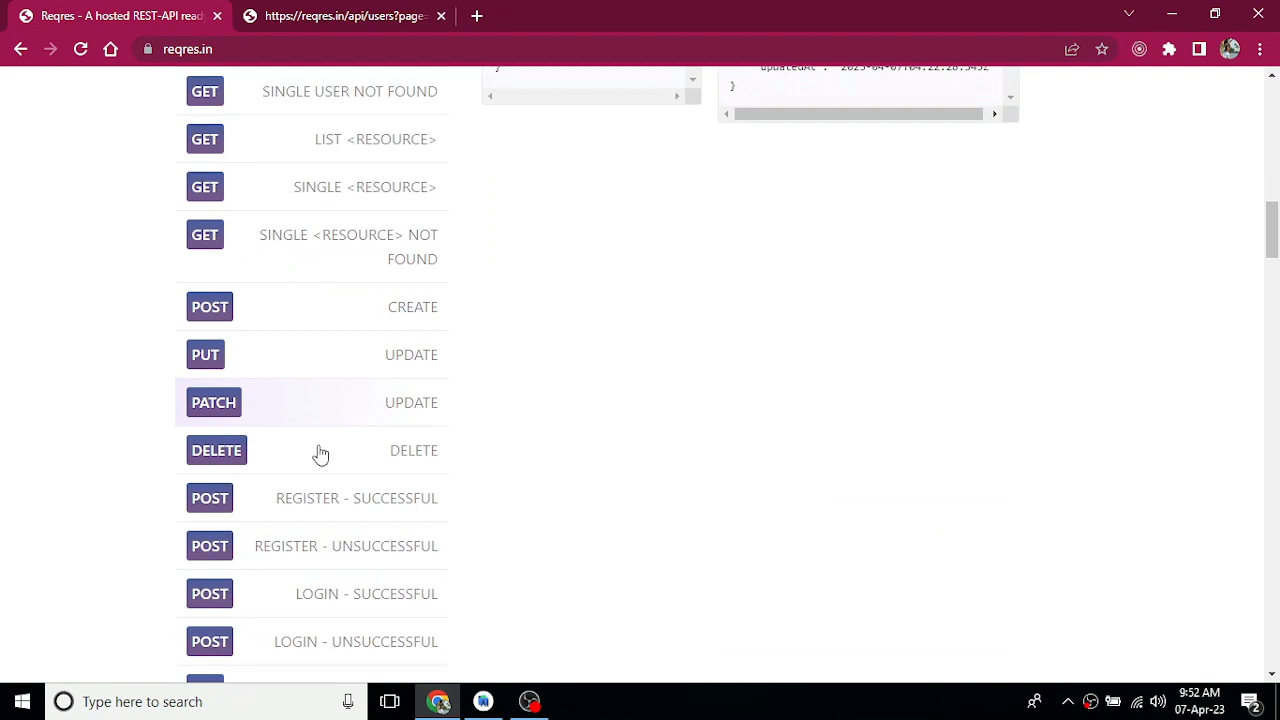 Reqres - A hosted REST-API read
https://reqres.in/api/users?page=
reqres.in
}
}
GET SINGLE USER NOT FOUND
GET LIST <RESOURCE>
GET SINGLE <RESOURCE>
GET SINGLE <RESOURCE> NOT
FOUND
POST CREATE
PUT UPDATE
PATCH UPDATE
DELETE DELETE
POST REGISTER - SUCCESSFUL
POST REGISTER - UNSUCCESSFUL
POST LOGIN - SUCCESSFUL
POST LOGIN - UNSUCCESSFUL
Type here to search
9:52 AM
07-Apr-23
2